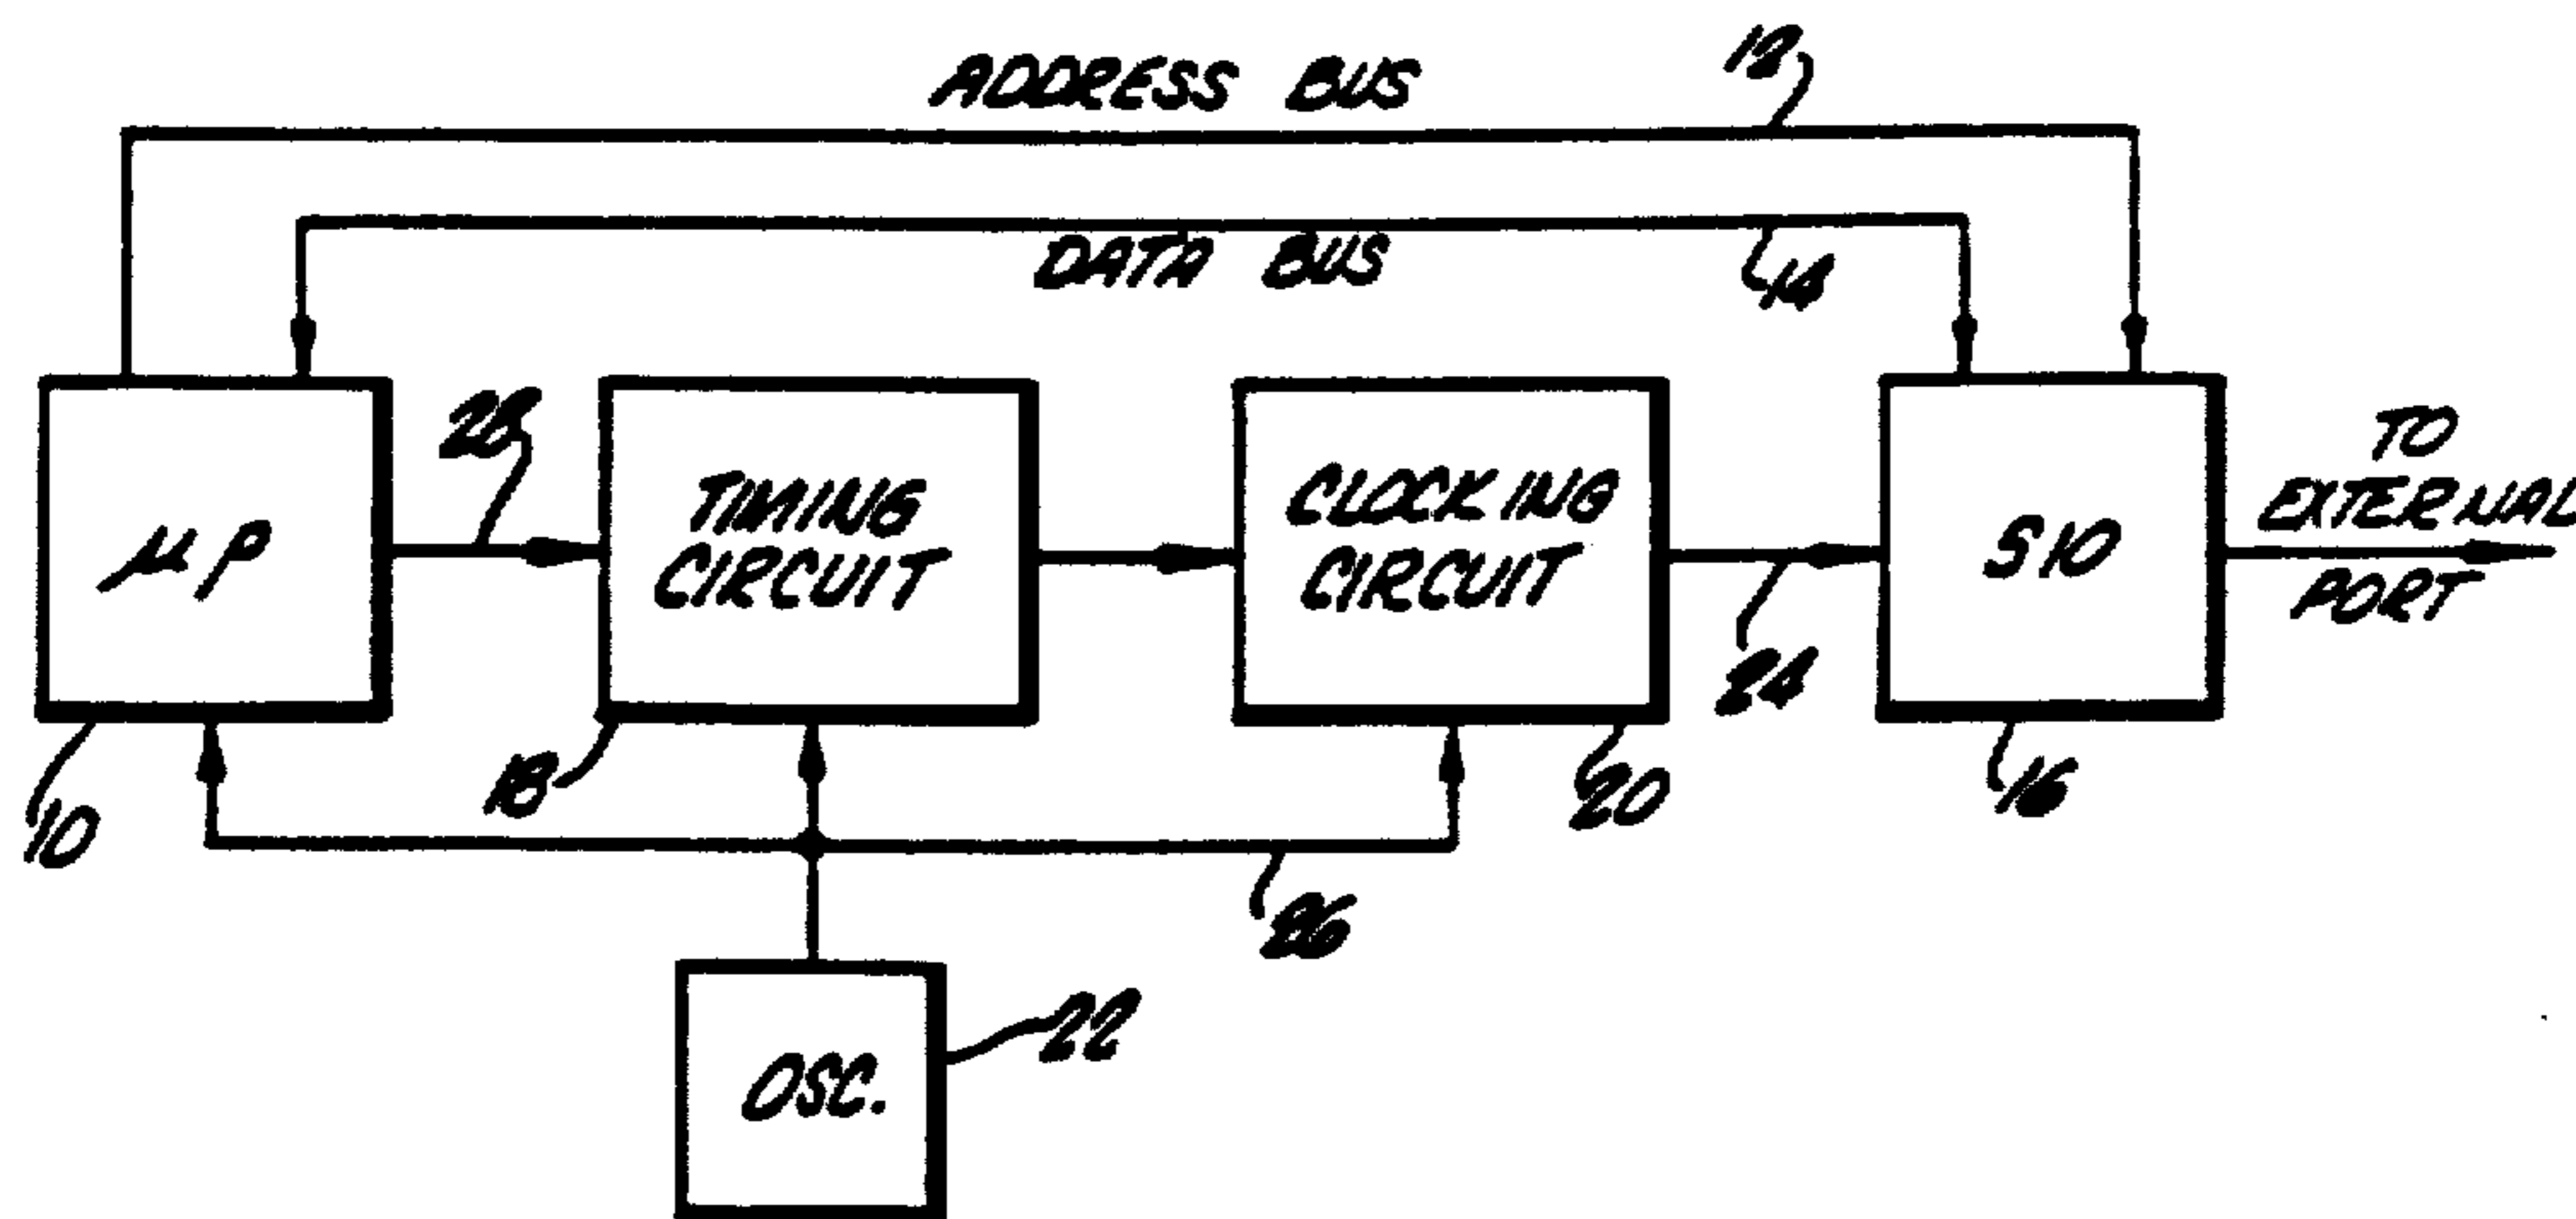 ADDRESS BUS
12
DATA BUS
14
28
μP
TIMING
CIRCUIT
CLOCKING
CIRCUIT
SIO
TO
EXTERNAL
PORT
24
10
18
20
16
26
OSC.
22